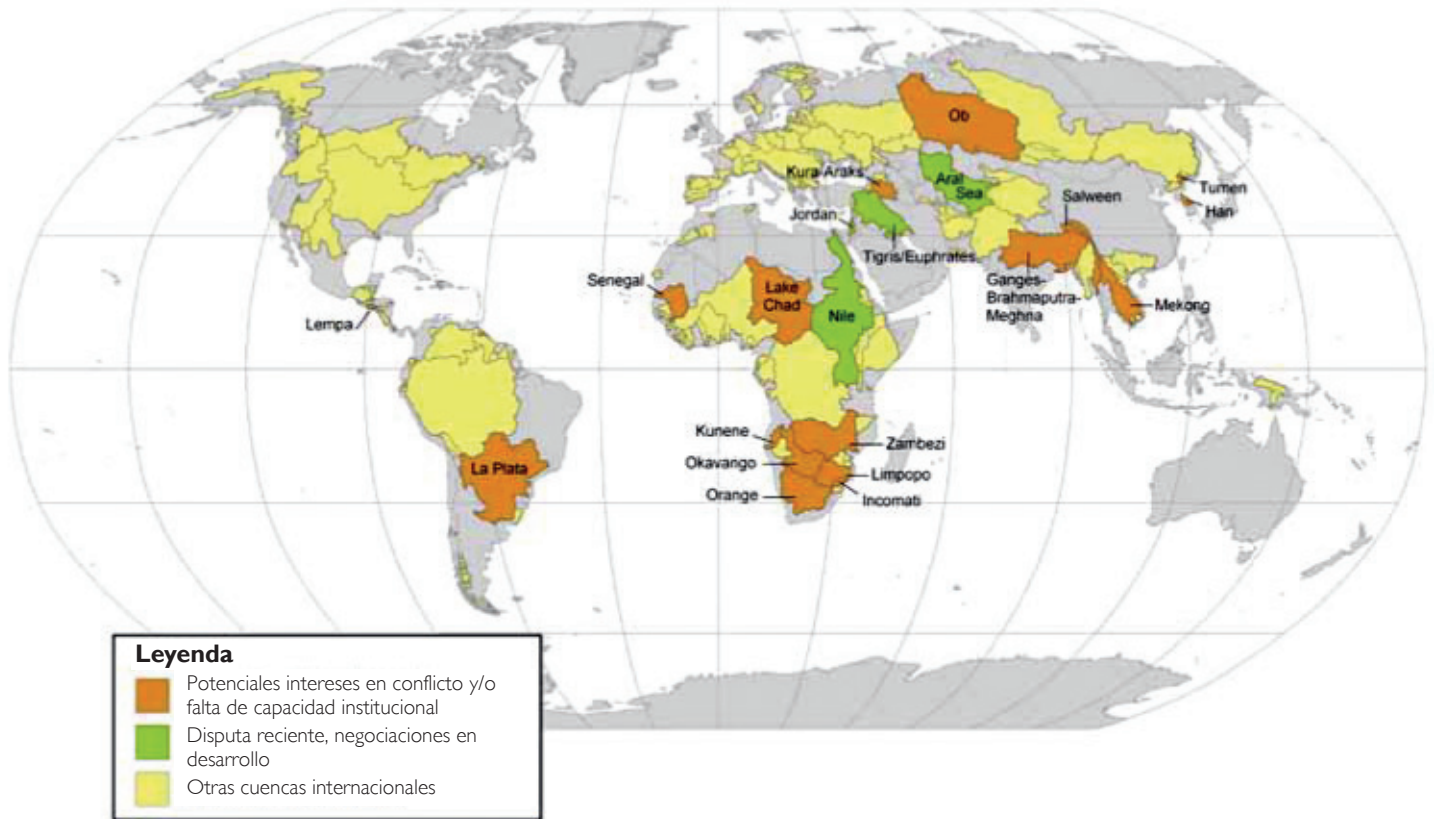 Ob
Kura-Araks
Aral
Sea
Tumen
Salween
Han
Jordan
Tigris/Euphrates
Senegal
Lake
Chad
Ganges-
Brahmaputra-
Meghna
Mekong
Nile
Lempa
Kunene
Zambezi
La Plata
Okavango
Limpopo
Orange
Incomati
Leyenda
Potenciales intereses en conflicto y/o
falta de capacidad institucional
Disputa reciente, negociaciones en
desarrollo
Otras cuencas internacionales